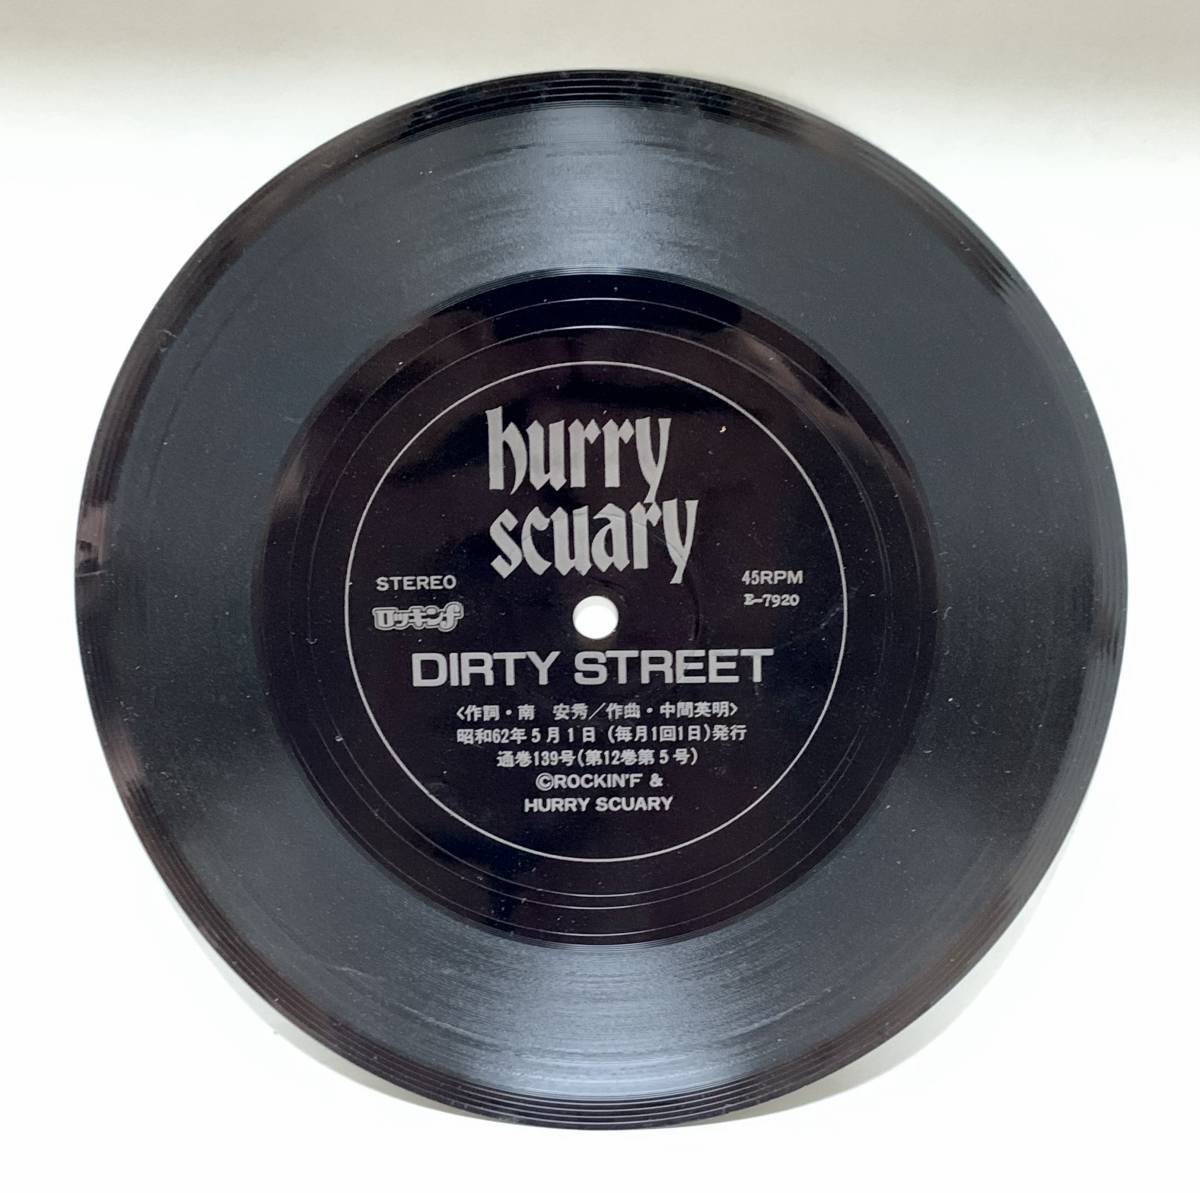 hurry
scuary
STEREO
45RPM
E-7920
ロッキンf
DIRTY STREET
〈作詞・南　安秀／作曲・中間英明〉
昭和62年5月1日(毎月1回1日)発行
通巻139号(第12巻第5号)
©ROCKIN'F &
HURRY SCUARY